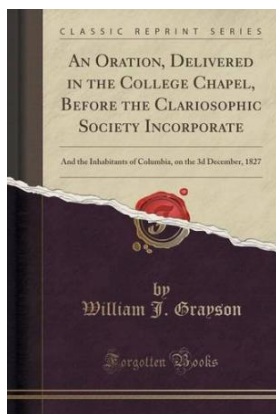 CLASSIC REPRINT SERIES
AN ORATION, DELIVERED
IN THE COLLEGE CHAPEL,
BEFORE THE CLARIOSOPHIC
SOCIETY INCORPORATE
And the Inhabitants of Columbia, on the 3d December, 1827
by
William J. Grayson
Forgotten Books